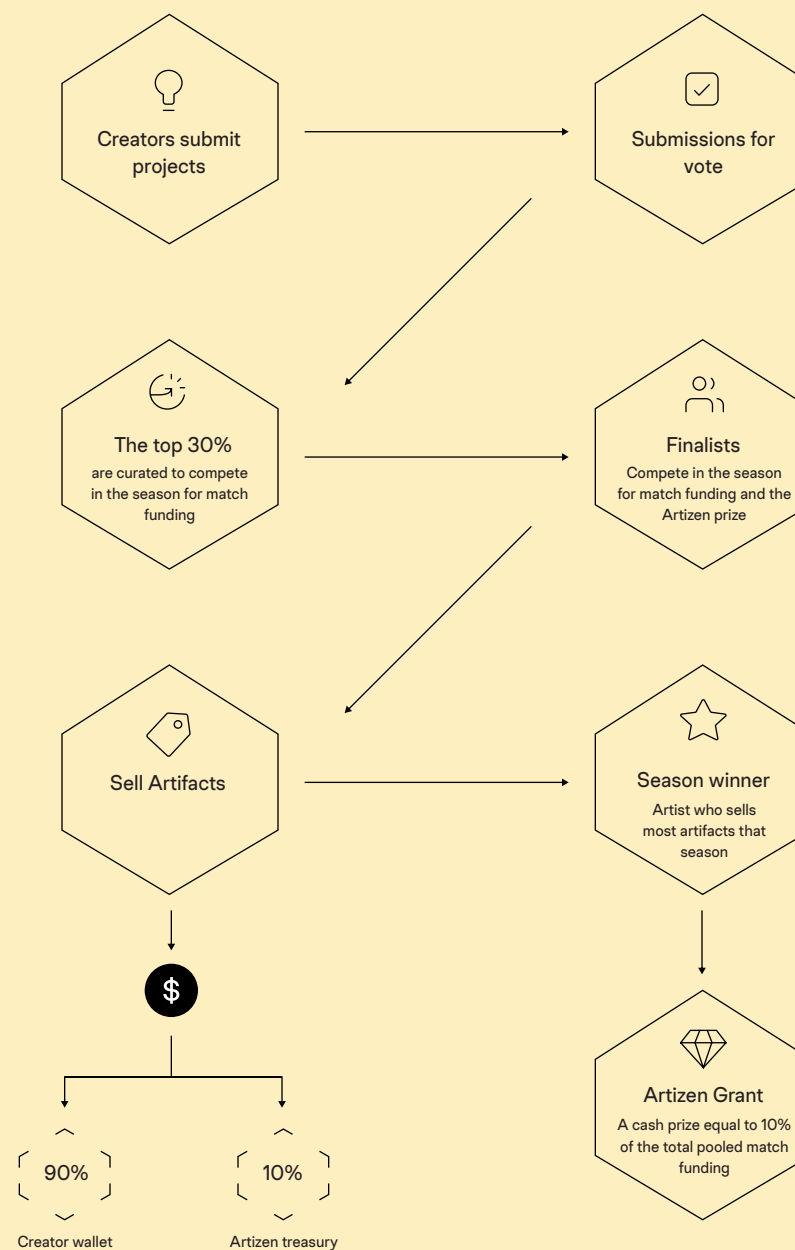 Creators submit
projects
Submissions for
vote
The top 30%
are curated to compete
in the season for match
funding
Finalists
Compete in the season
for match funding and the
Artizen prize
Sell Artifacts
Season winner
Artist who sells
most artifacts that
season
$
90%
Creator wallet
10%
Artizen treasury
Artizen Grant
A cash prize equal to 10%
of the total pooled match
funding